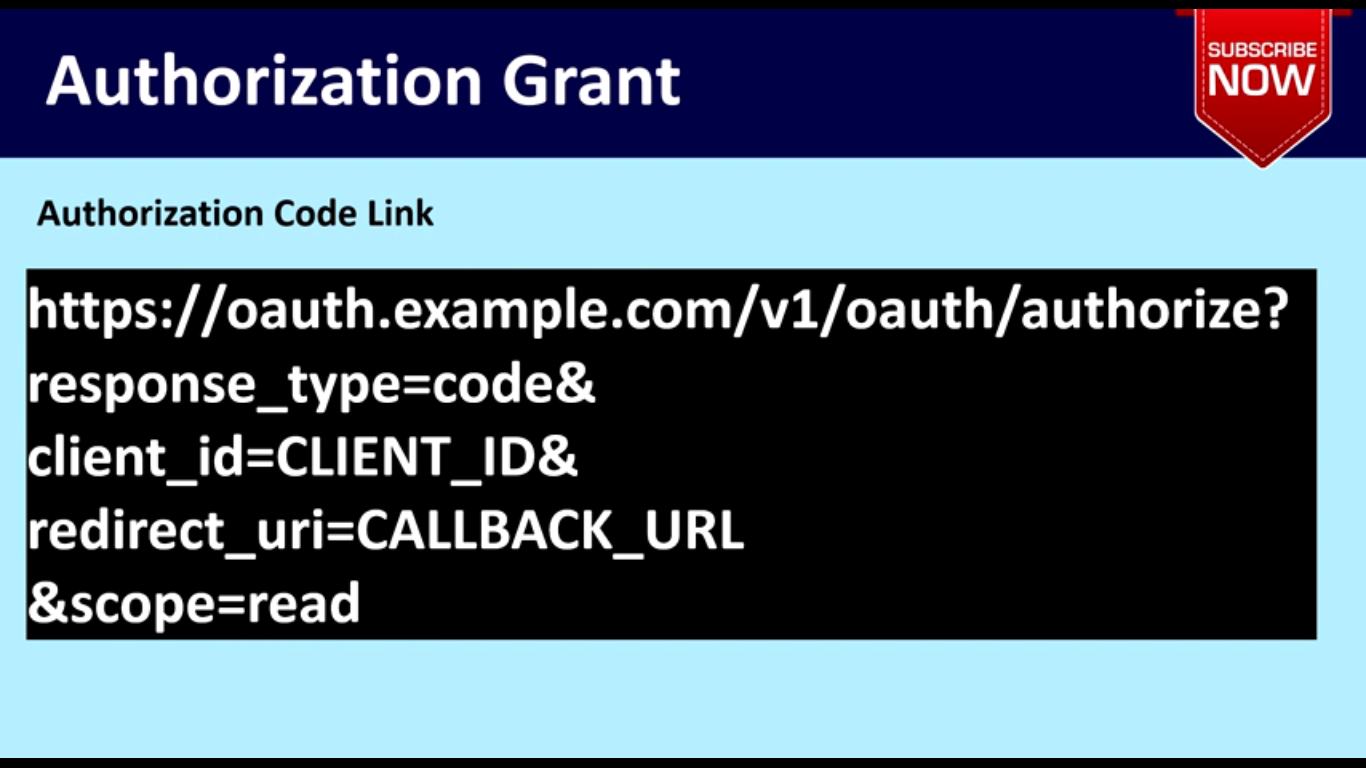 Authorization Grant
SUBSCRIBE
NOW
Authorization Code Link
https://oauth.example.com/v1/oauth/authorize?
response_type=code&
client_id=CLIENT_ID&
redirect_uri=CALLBACK_URL
&scope=read